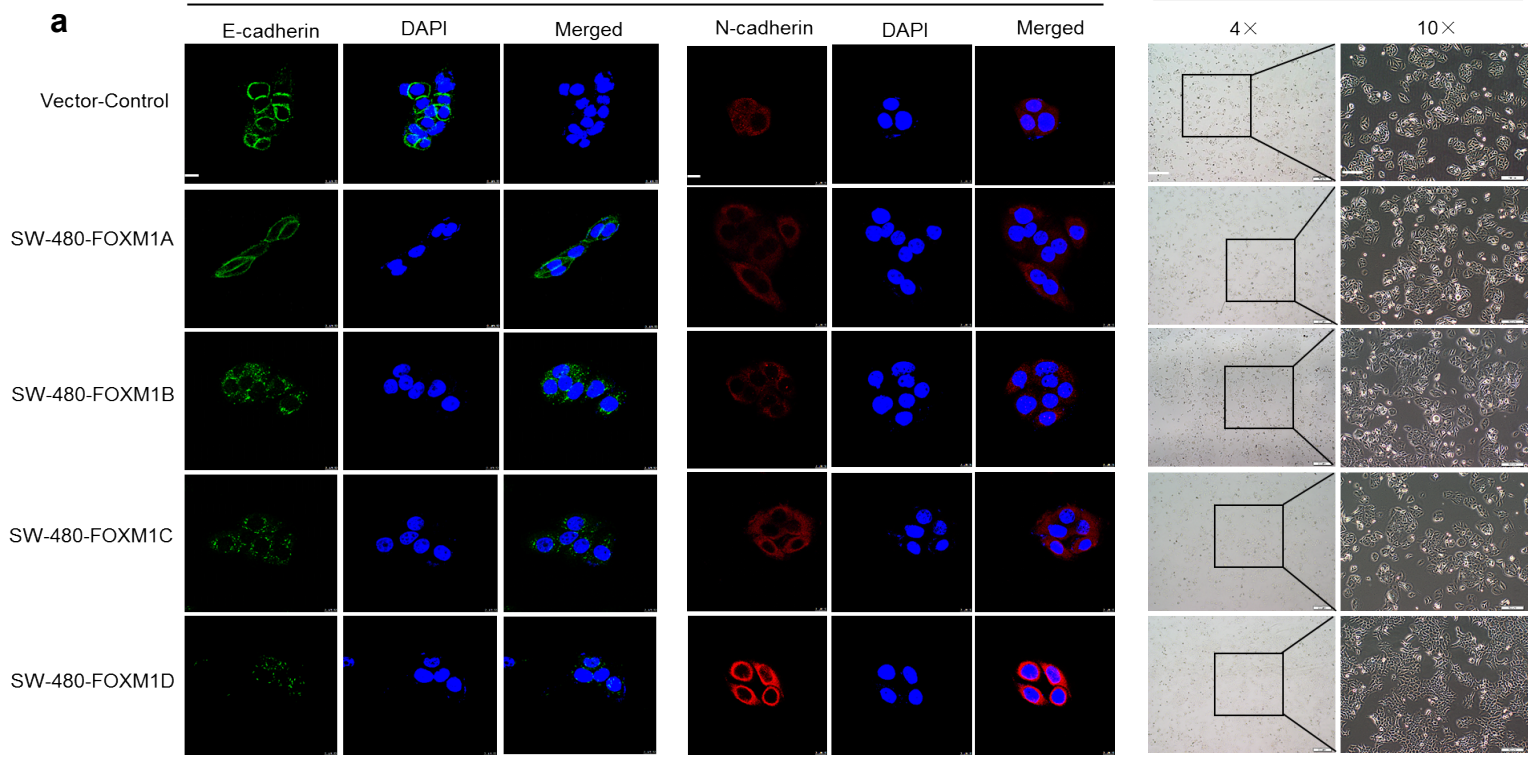 a
E-cadherin DAPI Merged N-cadherin DAPI Merged 4× 10×
Vector-Control
SW-480-FOXM1A
SW-480-FOXM1B
SW-480-FOXM1C
SW-480-FOXM1D